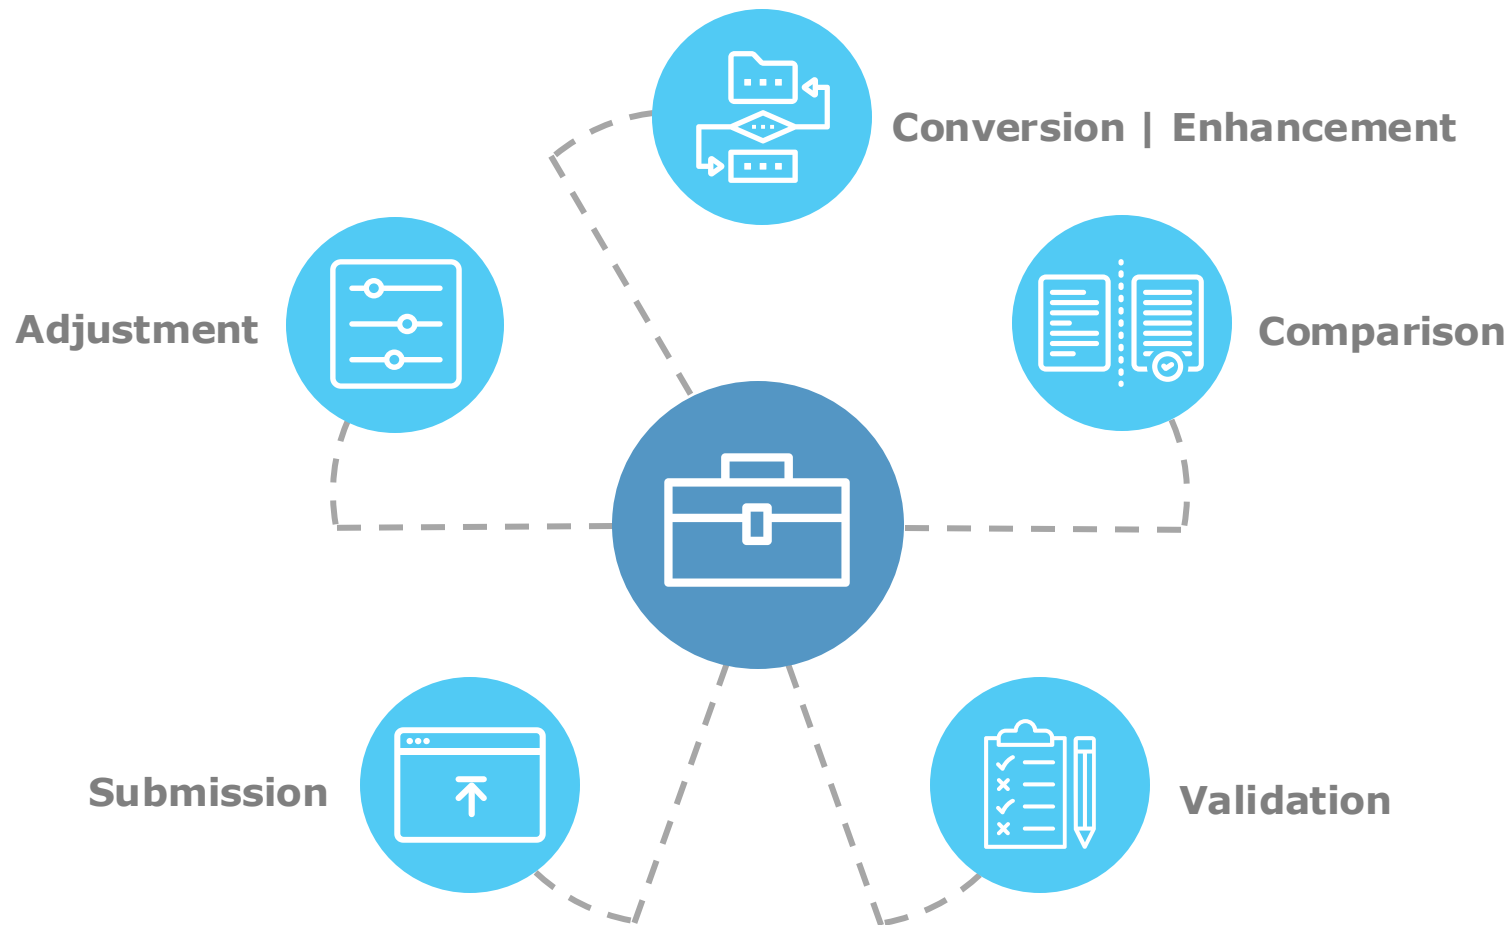 Conversion | Enhancement
Adjustment
Comparison
Submission
Validation